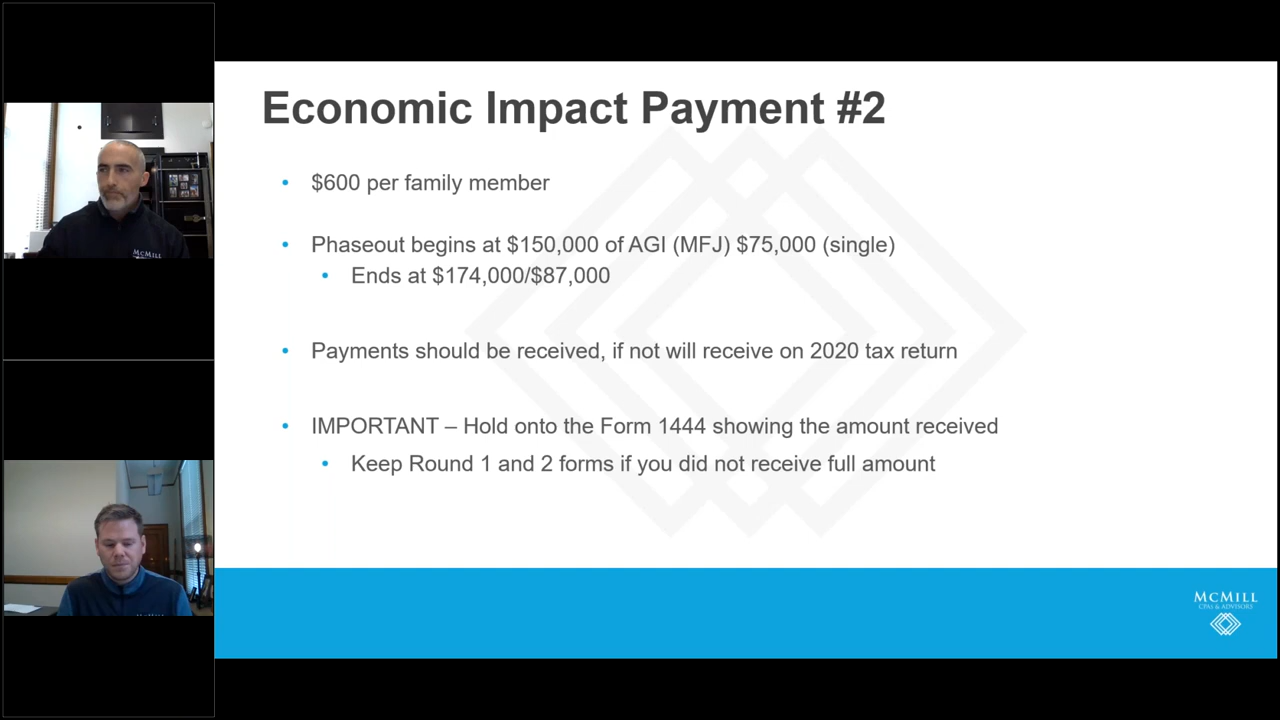 Economic Impact Payment #2
• $600 per family member
• Phaseout begins at $150,000 of AGI (MFJ) $75,000 (single)
• Ends at $174,000/$87,000
• Payments should be received, if not will receive on 2020 tax return
• IMPORTANT – Hold onto the Form 1444 showing the amount received
• Keep Round 1 and 2 forms if you did not receive full amount
MCMILL
CPAS & ADVISORS
MCMILL